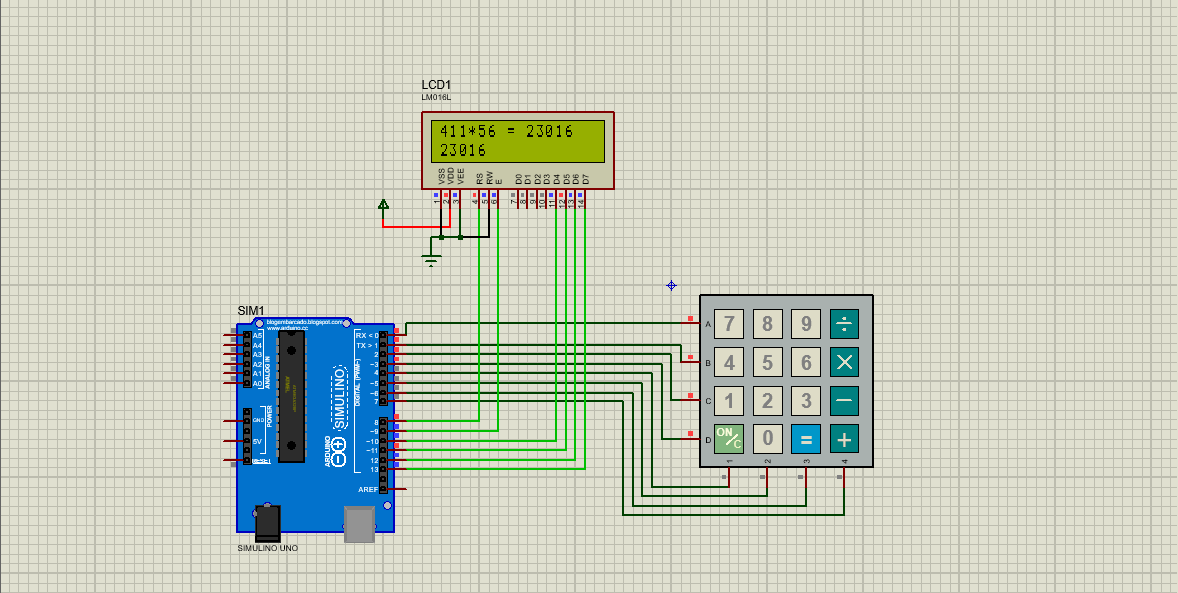 LCD1
LM016L
411*56 = 23016
23016
VSS
VDD
VEE
RS
RW
E
D0
D1
D2
D3
D4
D5
D6
D7
1
2
3
4
5
6
7
8
9
10
11
12
13
14
SIM1
blogembarcado.blogspot.com
www.arduino.cc
A5
A4
A3
A2
A1
A0
ANALOG IN
POWER
GND
5V
RESET
ARDUINO
SIMULINO
DIGITAL (PWM~)
RX < 0
TX > 1
2
~3
4
~5
~6
7
8
~9
~10
~11
12
13
AREF
SIMULINO UNO
A 7 8 9 ÷
B 4 5 6 ×
C 1 2 3 −
D ON/C 0 = +
1 2 3 4